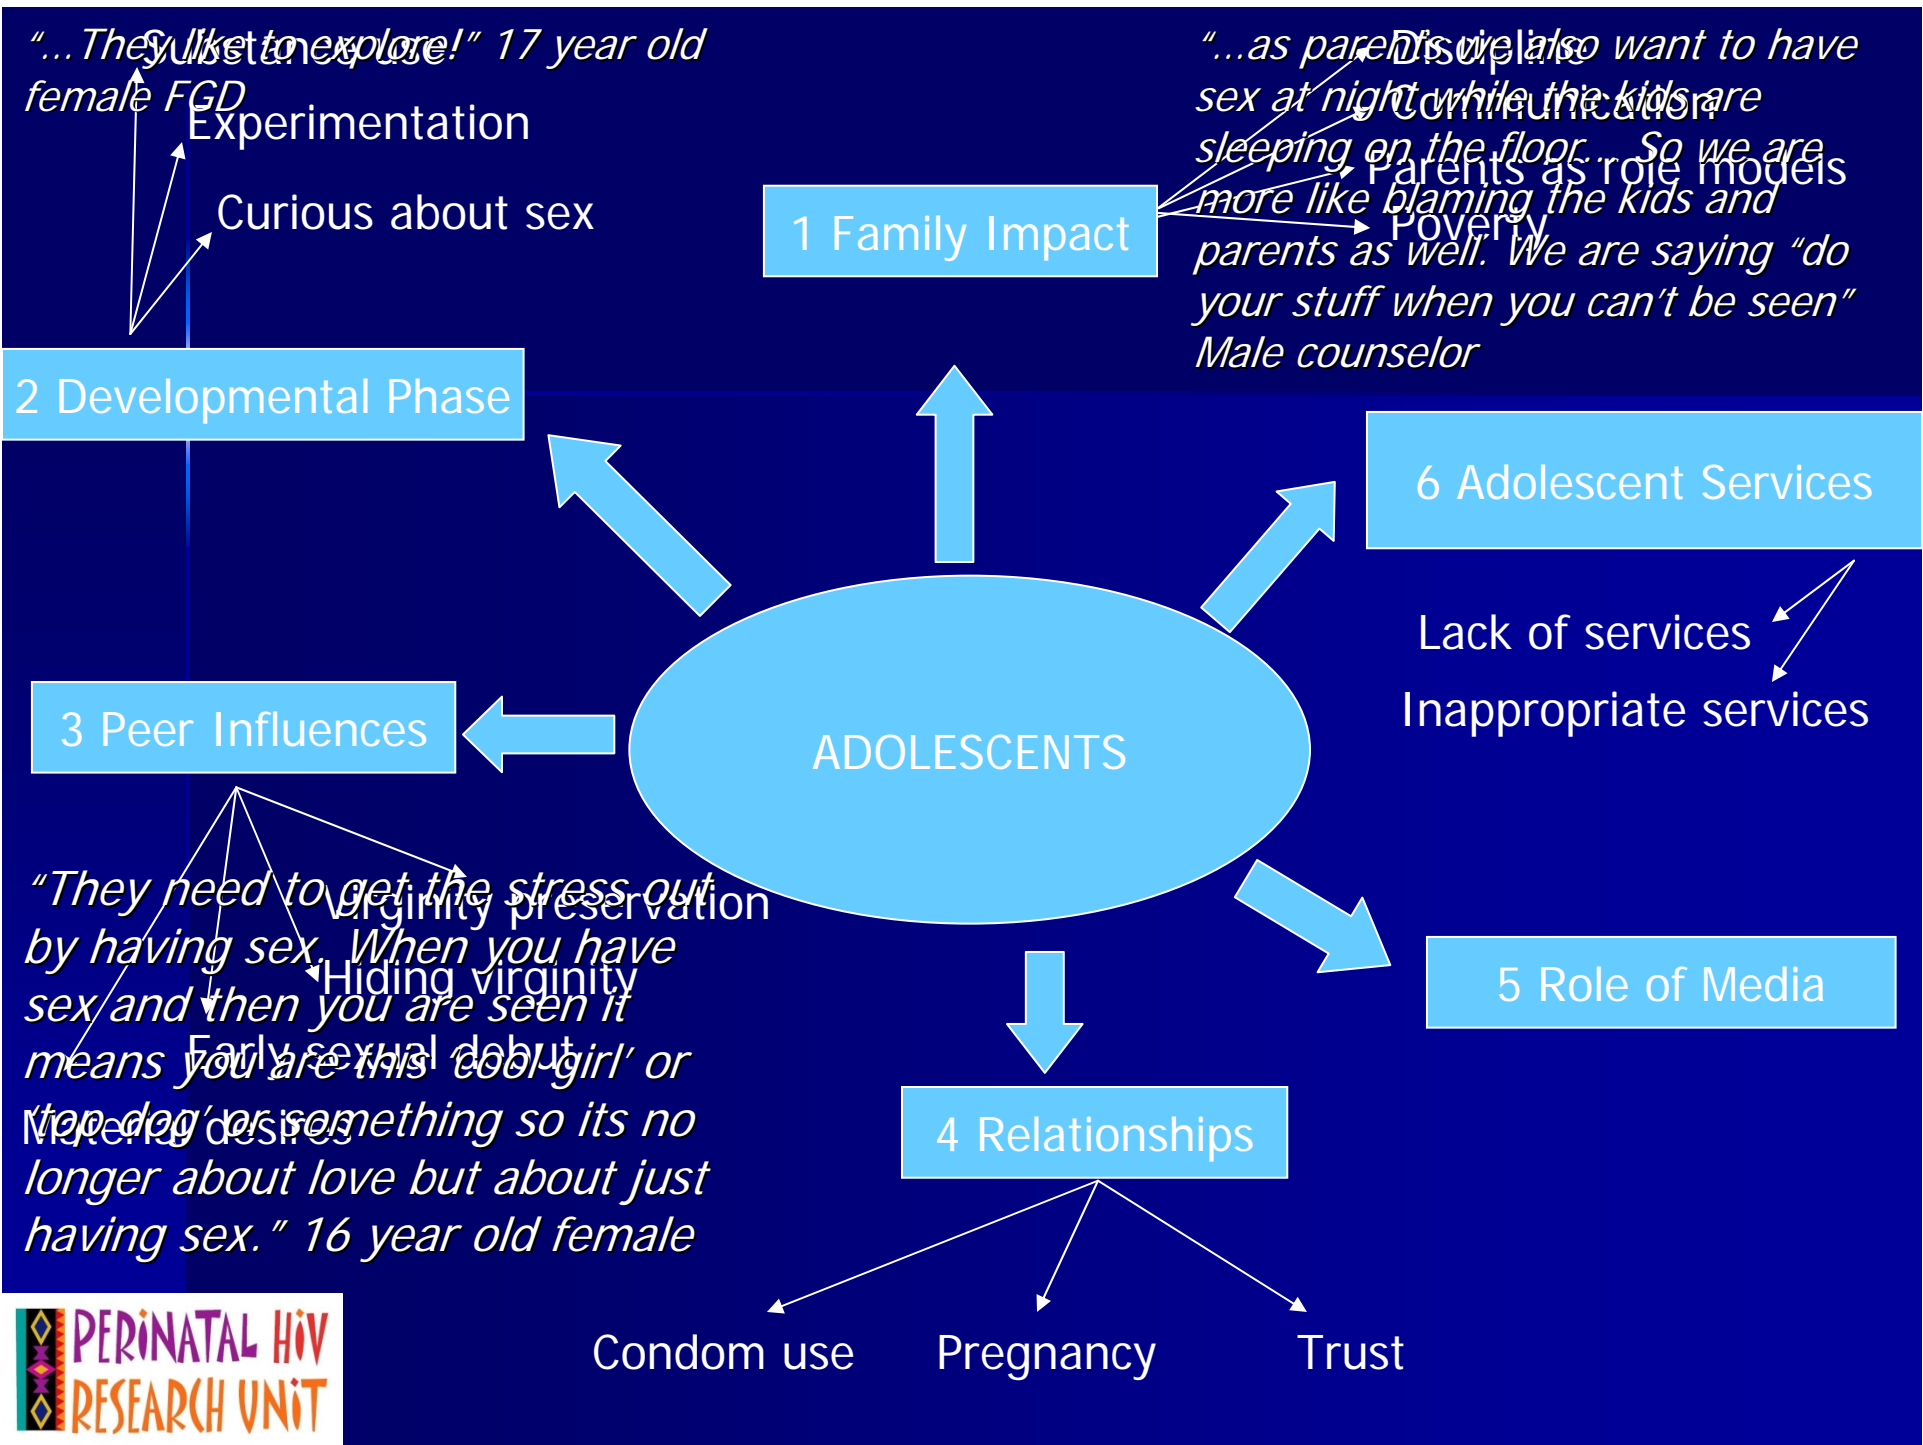 “...They like to explore!” 17 year old
female FGD
Substance use
Experimentation
Curious about sex
2 Developmental Phase
1 Family Impact
“...as parents we also want to have
sex at night while the kids are
sleeping on the floor.... So we are
more like blaming the kids and
parents as well. We are saying “do
your stuff when you can’t be seen”
Male counselor
Discipline
Communication
Parents as role models
Poverty
6 Adolescent Services
Lack of services
Inappropriate services
3 Peer Influences
ADOLESCENTS
“They need to get the stress out
by having sex. When you have
sex and then you are seen it
means you are this ‘cool girl’ or
‘top dog’ or something so its no
longer about love but about just
having sex.” 16 year old female
Virginity preservation
Hiding virginity
Early sexual debut
Material desires
5 Role of Media
4 Relationships
Condom use
Pregnancy
Trust
PERiNATAL HiV
RESEARCH UNiT